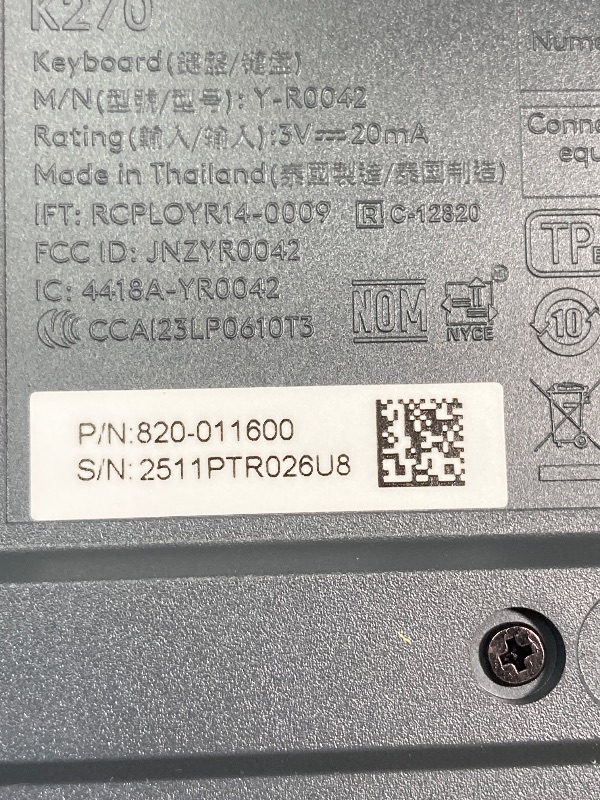 K270
Keyboard(鍵盤/键盘)
M/N(型號/型号): Y-R0042
Rating(輸入/输入):3V⎓20mA
Made in Thailand(泰國製造/泰国制造)
IFT: RCPLOYR14-0009 R C-12820
FCC ID: JNZYR0042
IC: 4418A-YR0042
CCAI23LP0610T3
NOM
NYCE
P/N:820-011600
S/N:2511PTR026U8
Conne
equ
TP
10